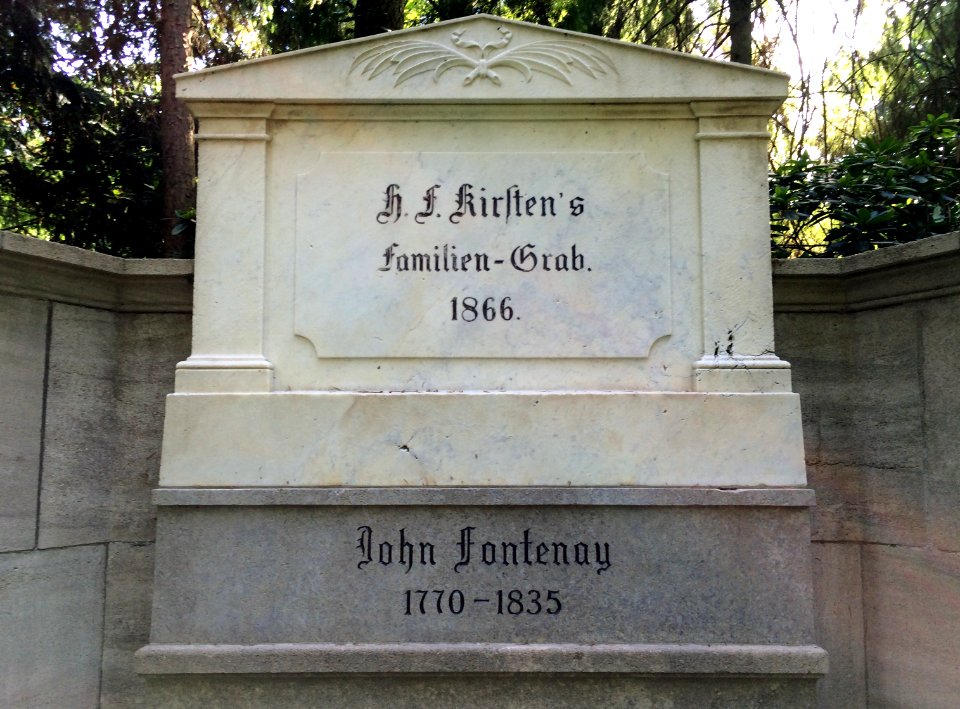 H. F. Kirsten's
Familien-Grab.
1866.
John Fontenay
1770-1835